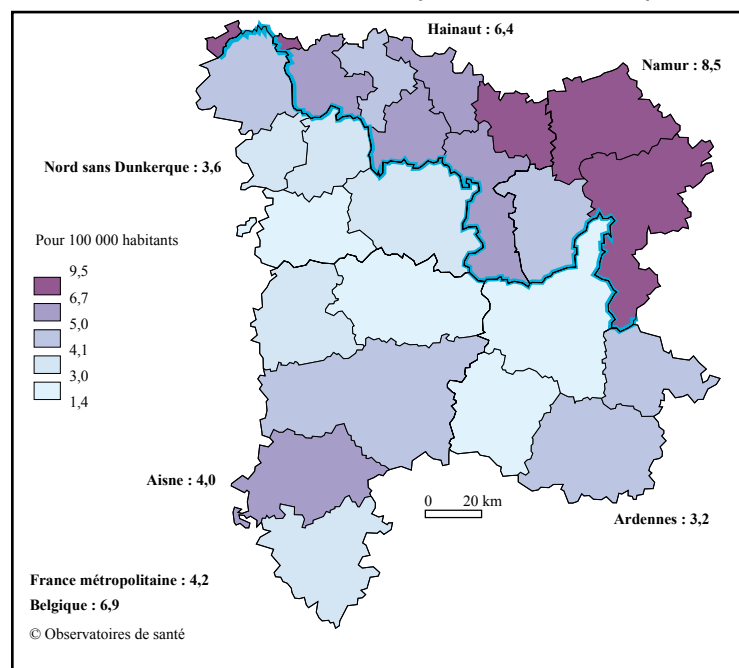 Hainaut : 6,4
Namur : 8,5
Nord sans Dunkerque : 3,6
Pour 100 000 habitants
9,5
6,7
5,0
4,1
3,0
1,4
Aisne : 4,0
0 20 km
Ardennes : 3,2
France métropolitaine : 4,2
Belgique : 6,9
© Observatoires de santé